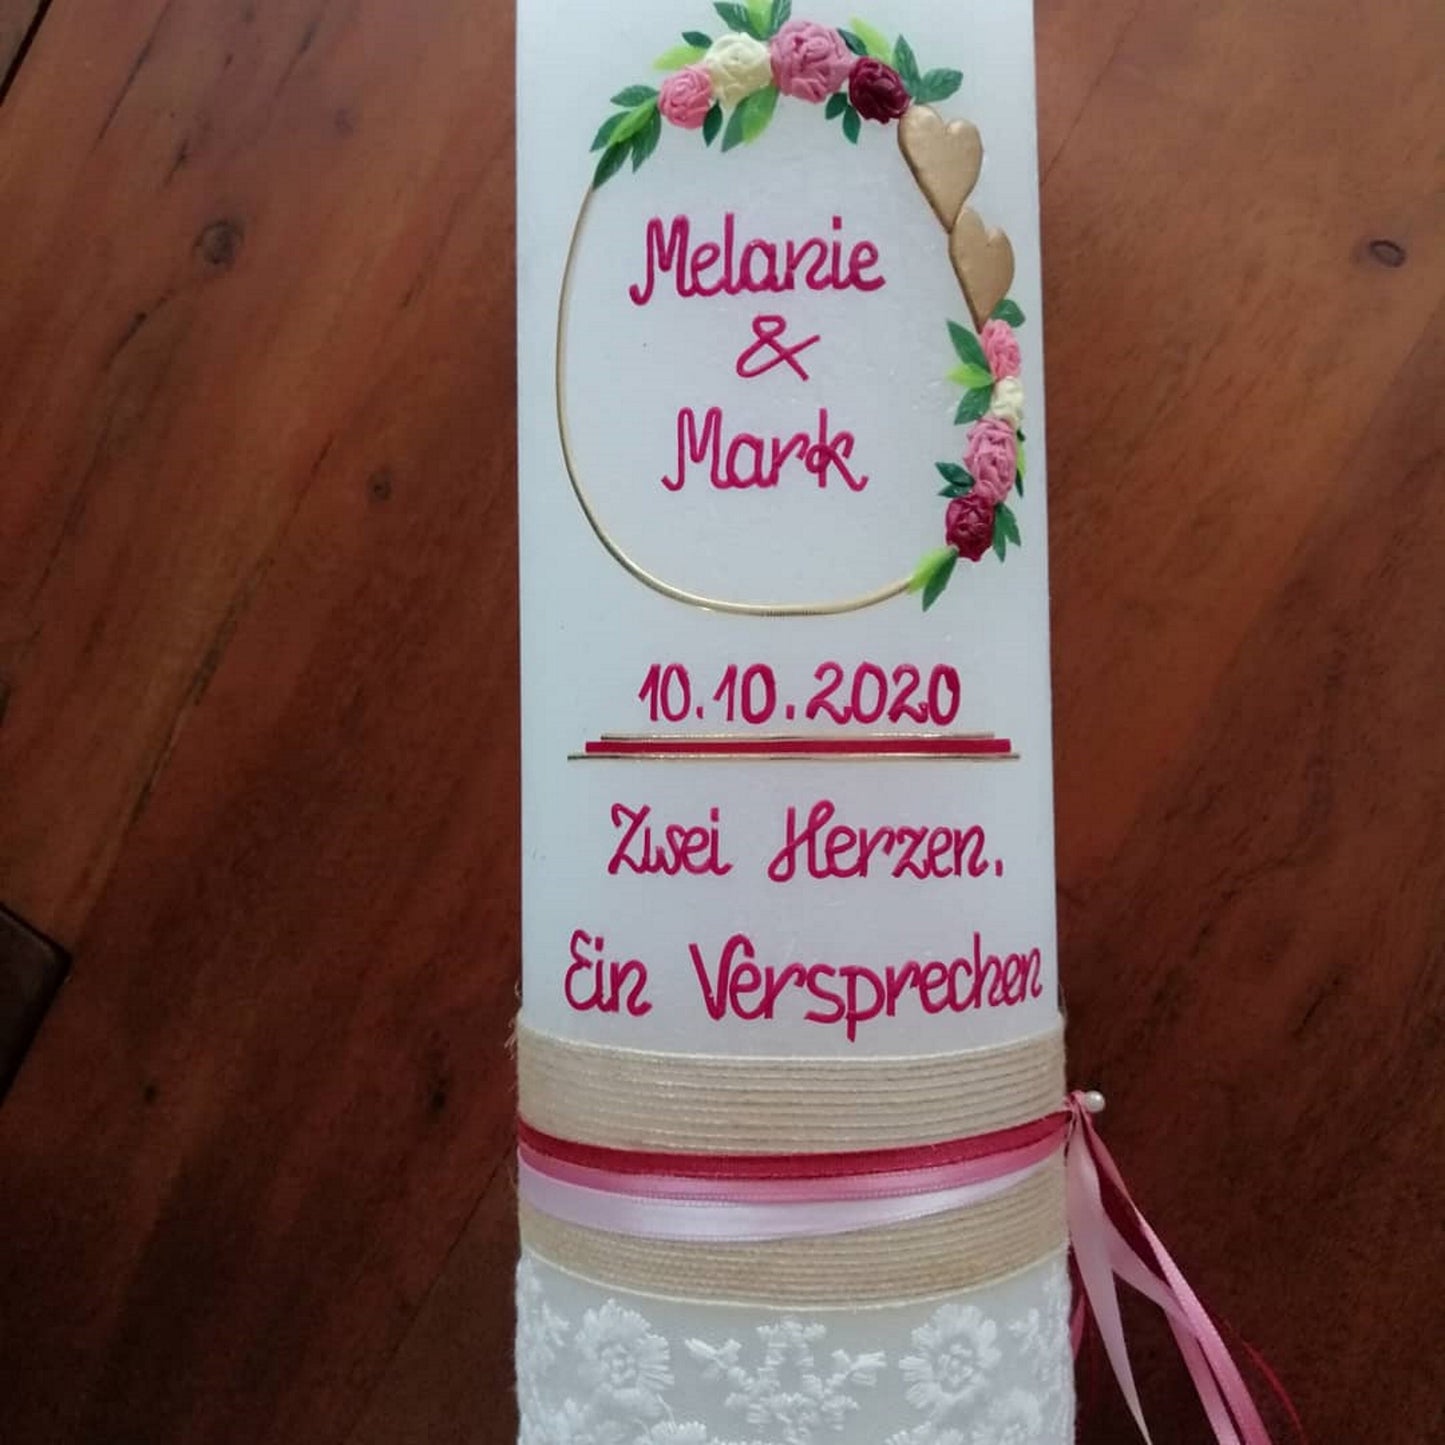 Melanie
&
Mark
10.10.2020
Zwei Herzen.
Ein Versprechen